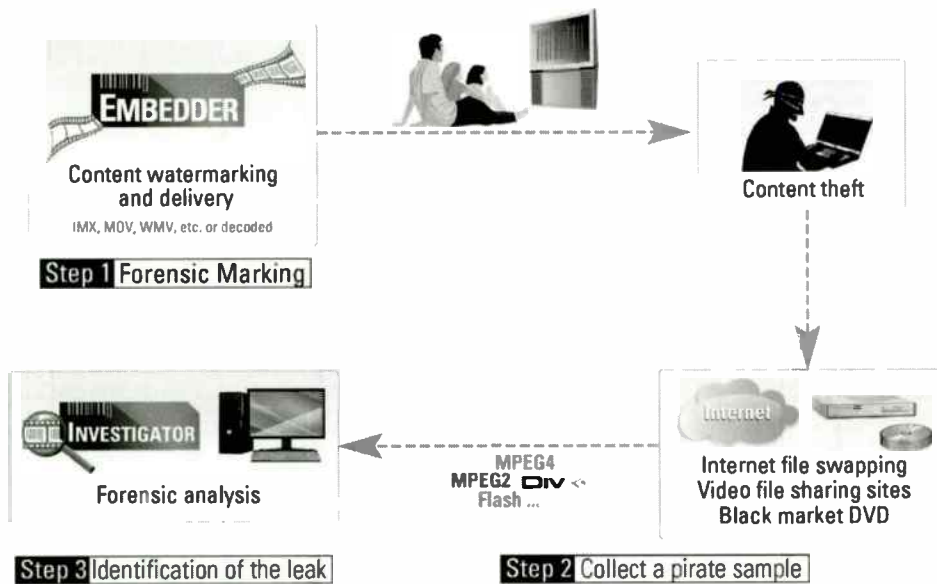 EMBEDDER
Content watermarking
and delivery
IMX, MOV, WMV, etc. or decoded
Step 1 Forensic Marking
Content theft
Internet
Internet file swapping
Video file sharing sites
Black market DVD
Step 2 Collect a pirate sample
MPEG4
MPEG2 DIV
Flash ...
INVESTIGATOR
Forensic analysis
Step 3 Identification of the leak